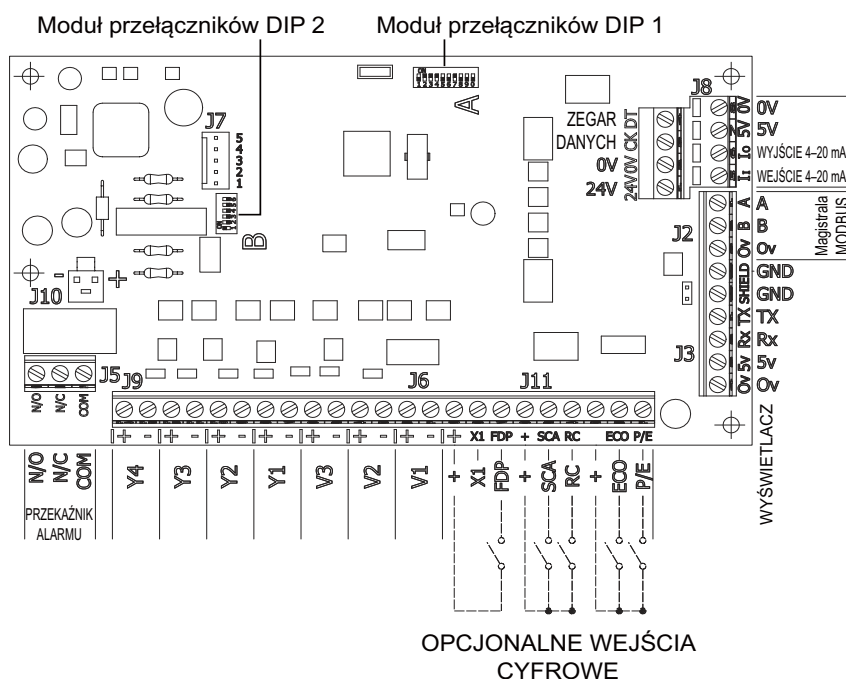 Moduł przełączników DIP 2
Moduł przełączników DIP 1
A
J7
5
4
3
2
1
B
J8
ZEGAR DANYCH
0V
24V
24V 0V CK DT
0V 0V
5V 5V
Io WYJŚCIE 4–20 mA
I1 WEJŚCIE 4–20 mA
A A
B B
0v 0v
SHIELD GND
GND
TX TX
Rx Rx
5v 5v
0v 0v
Magistrala
MODBUS
J2
J3
WYŚWIETLACZ
- +
J10
J5
J9
J6
J11
N/O N/C COM
+ - + - + - + - + - + - + - + X1 FDP + SCA RC + ECO P/E
N/O N/C COM
Y4 Y3 Y2 Y1 V3 V2 V1 + X1 FDP + SCA RC + ECO P/E
PRZEKAŹNIK
ALARMU
OPCJONALNE WEJŚCIA
CYFROWE